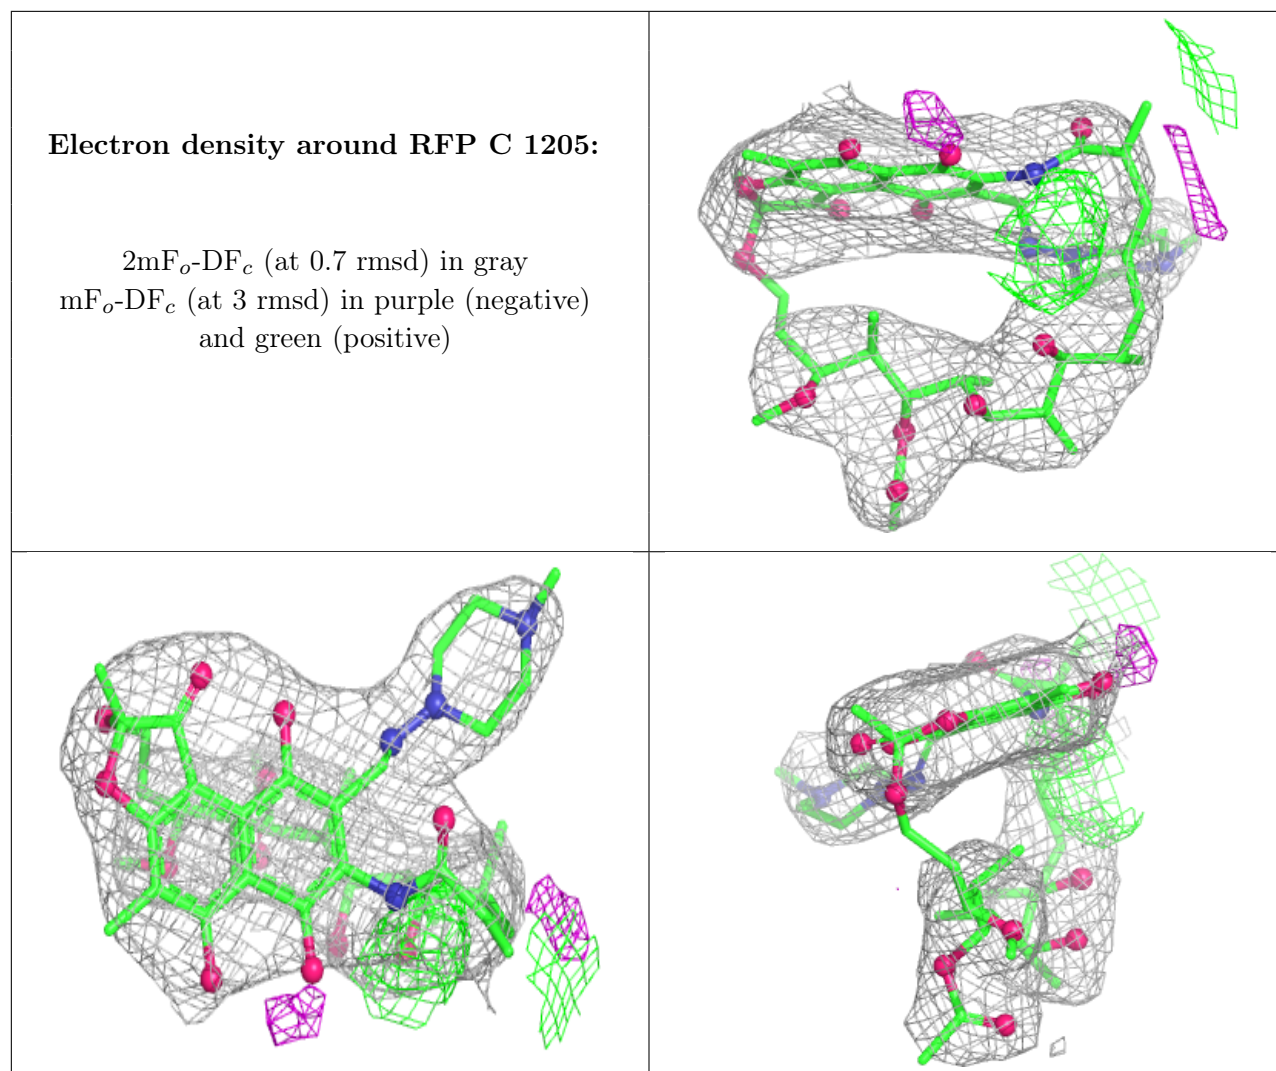 Electron density around RFP C 1205:
2mFₒ-DF𝒸 (at 0.7 rmsd) in gray
mFₒ-DF𝒸 (at 3 rmsd) in purple (negative)
and green (positive)